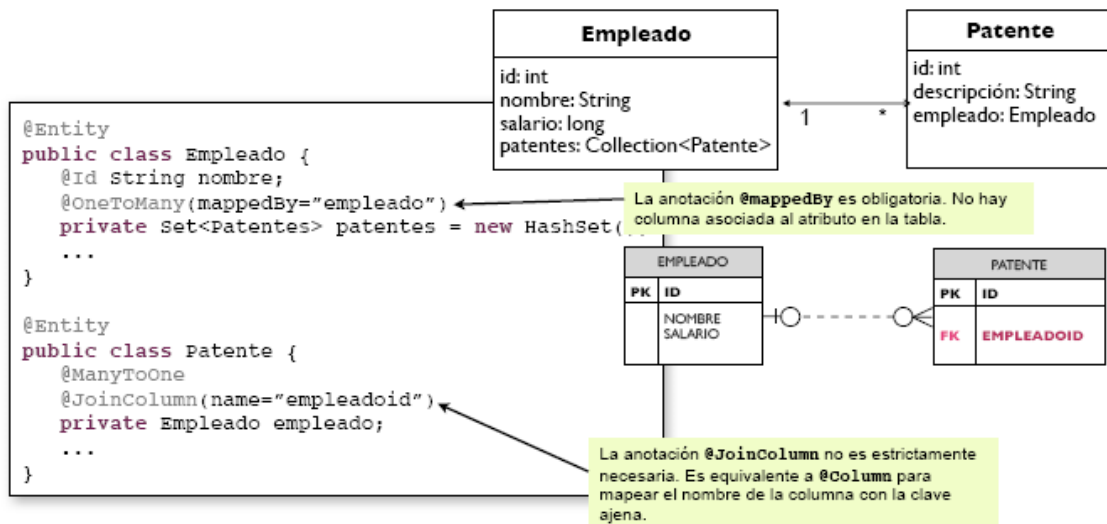 Empleado
id: int
nombre: String
salario: long
patentes: Collection<Patente>
1
*
Patente
id: int
descripción: String
empleado: Empleado
@Entity
public class Empleado {
@Id String nombre;
@OneToMany(mappedBy="empleado")
private Set<Patentes> patentes = new HashSet(
...
}
@Entity
public class Patente {
@ManyToOne
@JoinColumn(name="empleadoid")
private Empleado empleado;
...
}
La anotación @mappedBy es obligatoria. No hay
columna asociada al atributo en la tabla.
EMPLEADO
PK ID
NOMBRE
SALARIO
PATENTE
PK ID
FK EMPLEADOID
La anotación @JoinColumn no es estrictamente
necesaria. Es equivalente a @Column para
mapear el nombre de la columna con la clave
ajena.